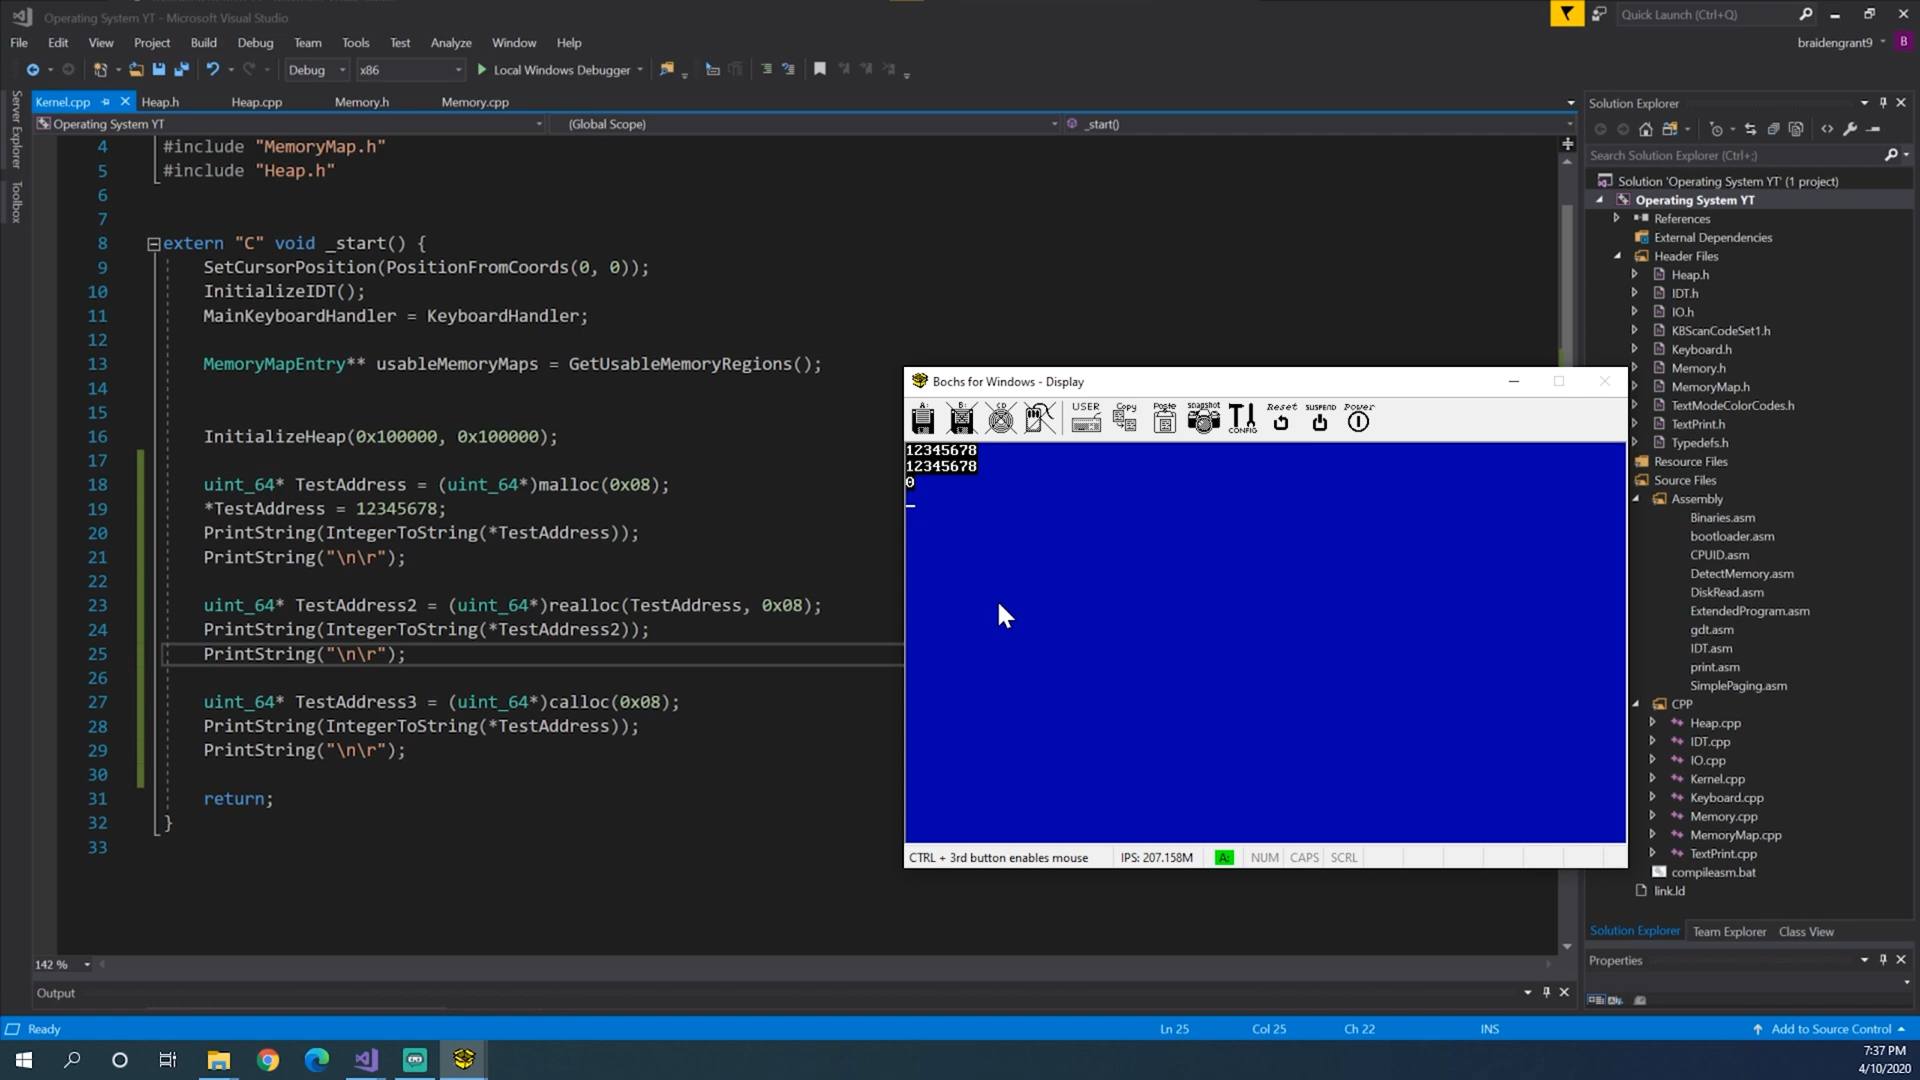 Operating System YT - Microsoft Visual Studio
Quick Launch (Ctrl+Q)
File Edit View Project Build Debug Team Tools Test Analyze Window Help
braidengrant9
B
Debug
x86
Local Windows Debugger
Server Explorer
Toolbox
Kernel.cpp
Heap.h
Heap.cpp
Memory.h
Memory.cpp
Operating System YT
(Global Scope)
_start()
4 #include "MemoryMap.h"
5 #include "Heap.h"
6
7
8 extern "C" void _start() {
9 SetCursorPosition(PositionFromCoords(0, 0));
10 InitializeIDT();
11 MainKeyboardHandler = KeyboardHandler;
12
13 MemoryMapEntry** usableMemoryMaps = GetUsableMemoryRegions();
14
15
16 InitializeHeap(0x100000, 0x100000);
17
18 uint_64* TestAddress = (uint_64*)malloc(0x08);
19 *TestAddress = 12345678;
20 PrintString(IntegerToString(*TestAddress));
21 PrintString("\n\r");
22
23 uint_64* TestAddress2 = (uint_64*)realloc(TestAddress, 0x08);
24 PrintString(IntegerToString(*TestAddress2));
25 PrintString("\n\r");
26
27 uint_64* TestAddress3 = (uint_64*)calloc(0x08);
28 PrintString(IntegerToString(*TestAddress));
29 PrintString("\n\r");
30
31 return;
32 }
33
142 %
Output
Bochs for Windows - Display
A:
B:
CD
USER
Copy
Paste
snapshot
CONFIG
Reset
SUSPEND
Power
12345678
12345678
0
CTRL + 3rd button enables mouse
IPS: 207.158M
A:
NUM
CAPS
SCRL
Solution Explorer
Search Solution Explorer (Ctrl+;)
Solution 'Operating System YT' (1 project)
Operating System YT
References
External Dependencies
Header Files
Heap.h
IDT.h
IO.h
KBScanCodeSet1.h
Keyboard.h
Memory.h
MemoryMap.h
TextModeColorCodes.h
TextPrint.h
Typedefs.h
Resource Files
Source Files
Assembly
Binaries.asm
bootloader.asm
CPUID.asm
DetectMemory.asm
DiskRead.asm
ExtendedProgram.asm
gdt.asm
IDT.asm
print.asm
SimplePaging.asm
CPP
Heap.cpp
IDT.cpp
IO.cpp
Kernel.cpp
Keyboard.cpp
Memory.cpp
MemoryMap.cpp
TextPrint.cpp
compileasm.bat
link.ld
Solution Explorer Team Explorer Class View
Properties
Ready
Ln 25
Col 25
Ch 22
INS
Add to Source Control
7:37 PM
4/10/2020